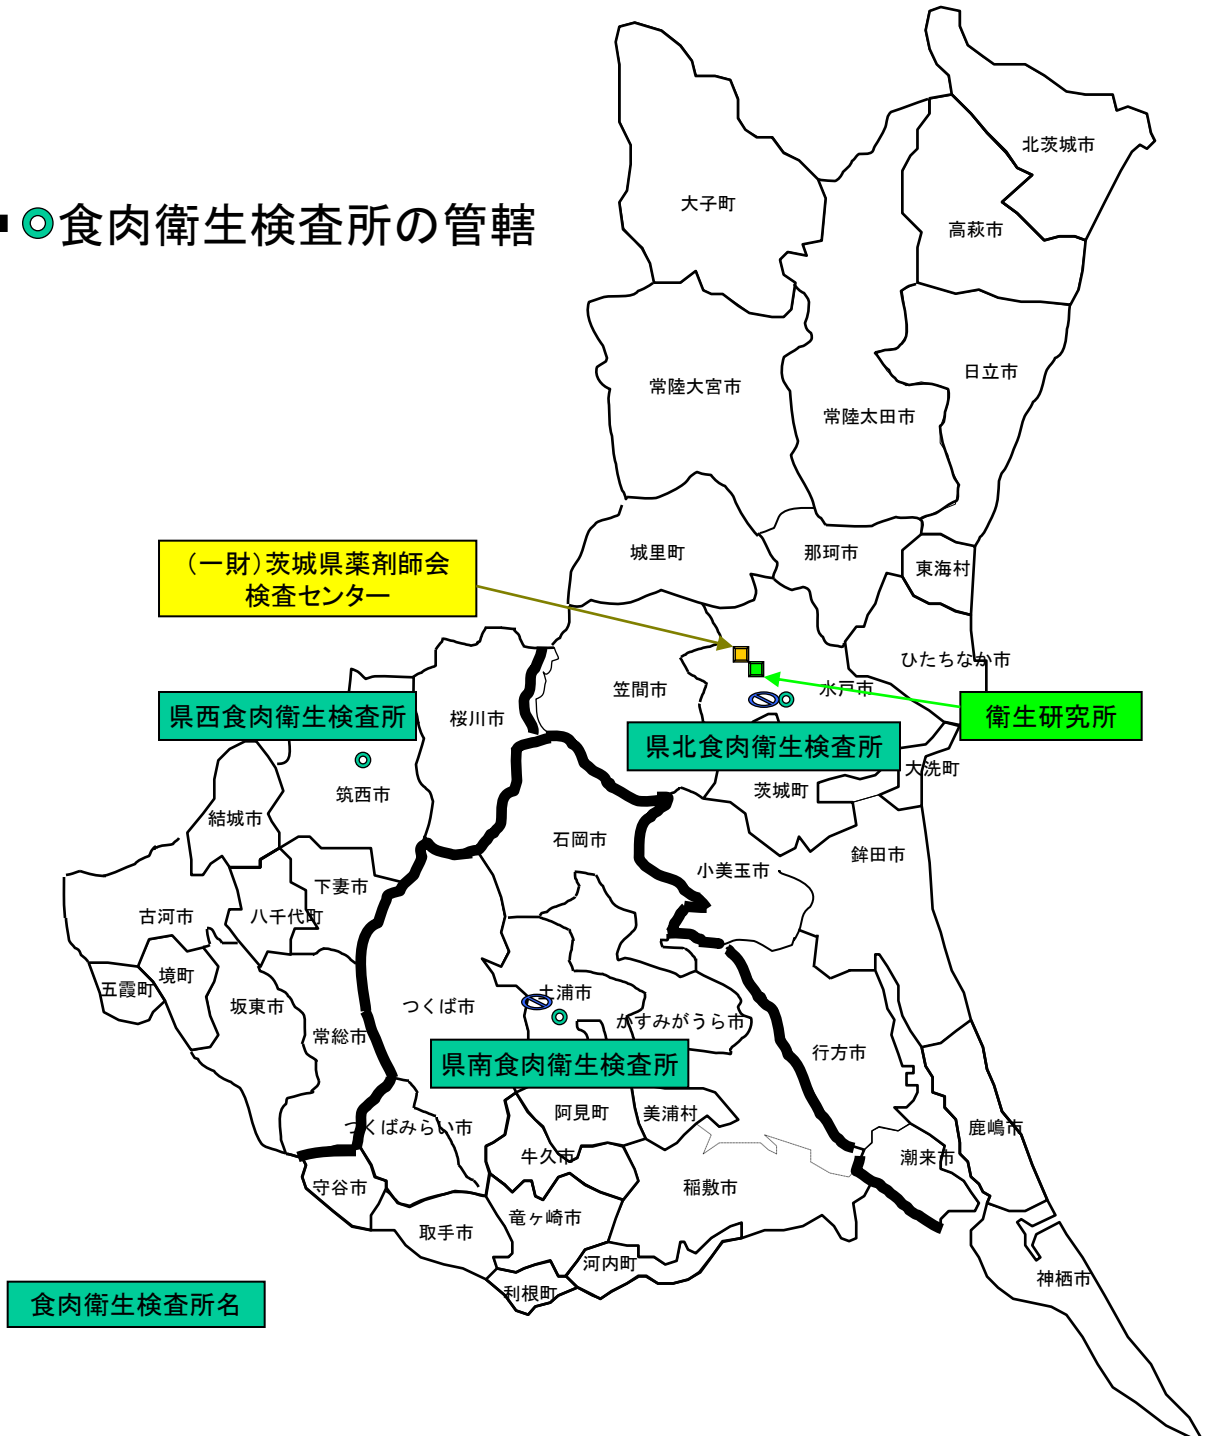 食肉衛生検査所の管轄
北茨城市
大子町
高萩市
日立市
常陸大宮市
常陸太田市
城里町
那珂市
東海村
(一財)茨城県薬剤師会
検査センター
ひたちなか市
笠間市
水戸市
県西食肉衛生検査所
桜川市
衛生研究所
県北食肉衛生検査所
大洗町
茨城町
筑西市
結城市
石岡市
鉾田市
小美玉市
下妻市
古河市
八千代町
境町
五霞町
土浦市
つくば市
坂東市
かすみがうら市
常総市
行方市
県南食肉衛生検査所
阿見町
美浦村
つくばみらい市
鹿嶋市
牛久市
潮来市
守谷市
稲敷市
竜ヶ崎市
取手市
河内町
神栖市
利根町
食肉衛生検査所名